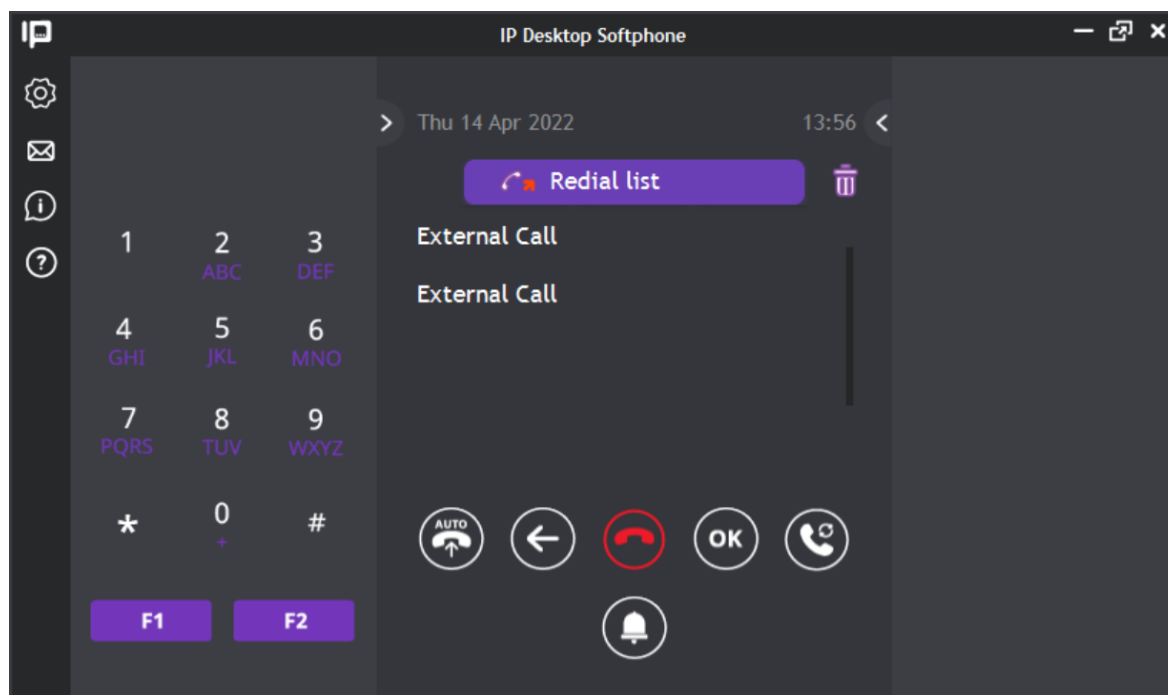 IP
IP Desktop Softphone
Thu 14 Apr 2022 13:56
Redial list
External Call
External Call
1 2 3
ABC DEF
4 5 6
GHI JKL MNO
7 8 9
PQRS TUV WXYZ
* 0 #
+
AUTO
OK
F1 F2